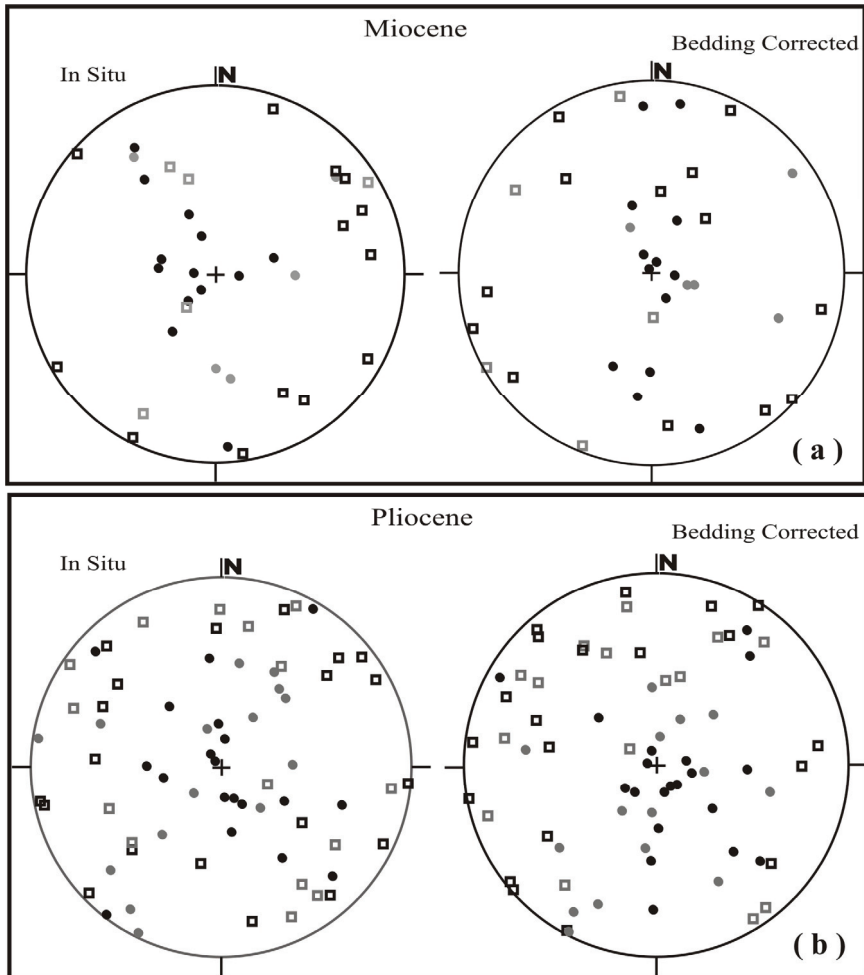 Miocene
In Situ
Bedding Corrected
N
N
( a )
Pliocene
In Situ
Bedding Corrected
N
N
( b )